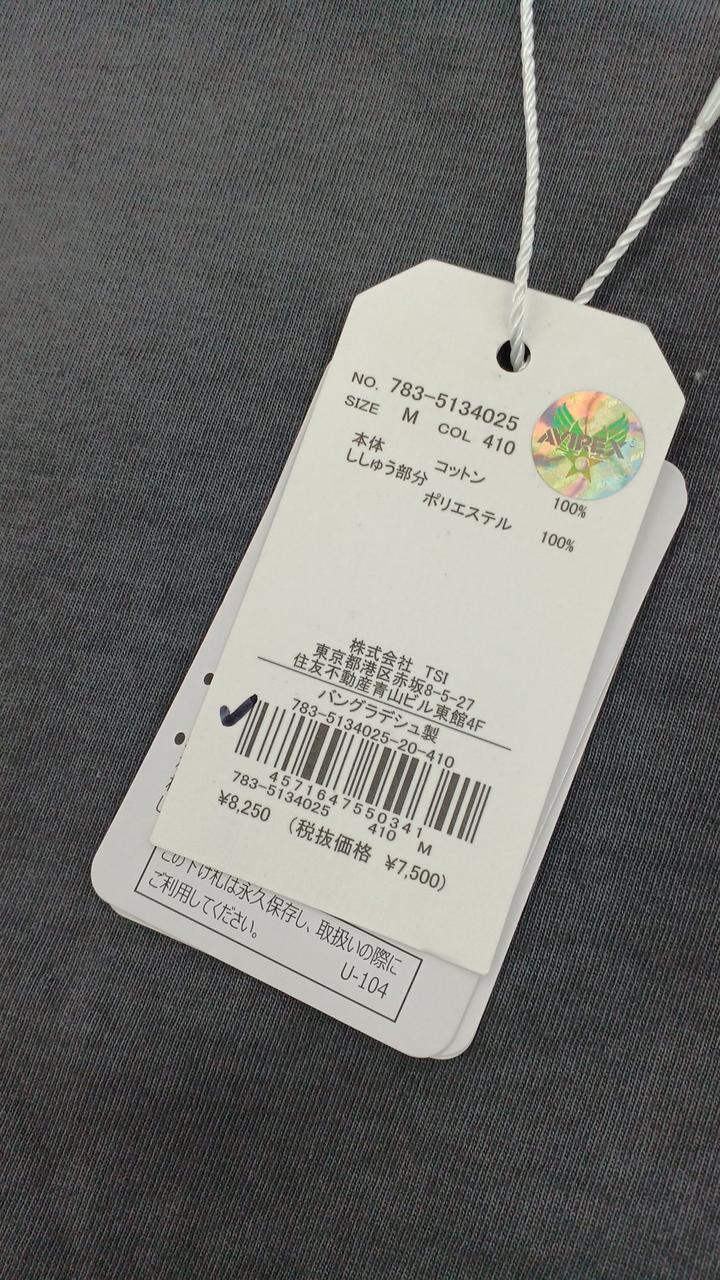 NO. 783-5134025
SIZE M COL 410
AVIREX
本体 コットン 100%
ししゅう部分 ポリエステル 100%
株式会社 TSI
東京都港区赤坂8-5-27
住友不動産青山ビル東館4F
バングラデシュ製
783-5134025-20-410
4571647550341
783-5134025 410 M
¥8,250 (税抜価格 ¥7,500)
この下げ札は永久保存し、取扱いの際に
ご利用してください。
U-104